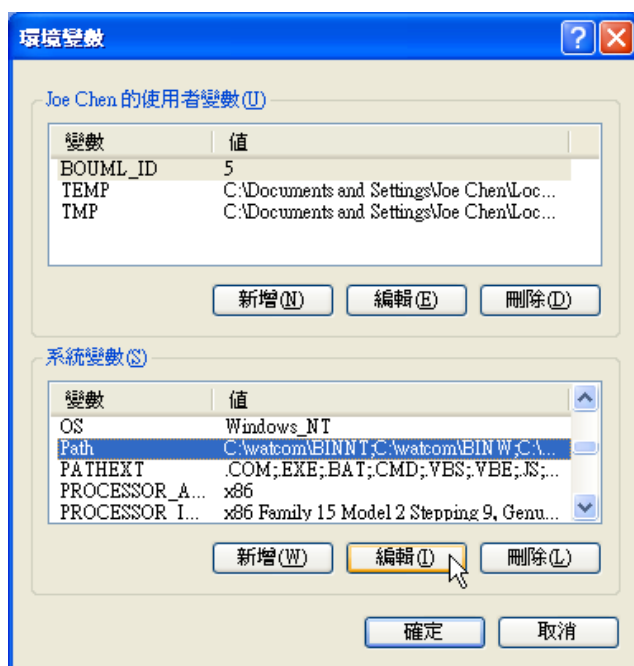 環境變數
Joe Chen 的使用者變數(U)
變數 值
BOUML_ID 5
TEMP C:\Documents and Settings\Joe Chen\Loc...
TMP C:\Documents and Settings\Joe Chen\Loc...
新增(N) 編輯(E) 刪除(D)
系統變數(S)
變數 值
OS Windows_NT
Path C:\watcom\BINNT;C:\watcom\BINW;C:\...
PATHEXT .COM;.EXE;.BAT;.CMD;.VBS;.VBE;.JS;...
PROCESSOR_A... x86
PROCESSOR_I... x86 Family 15 Model 2 Stepping 9, Genu...
新增(W) 編輯(I) 刪除(L)
確定 取消